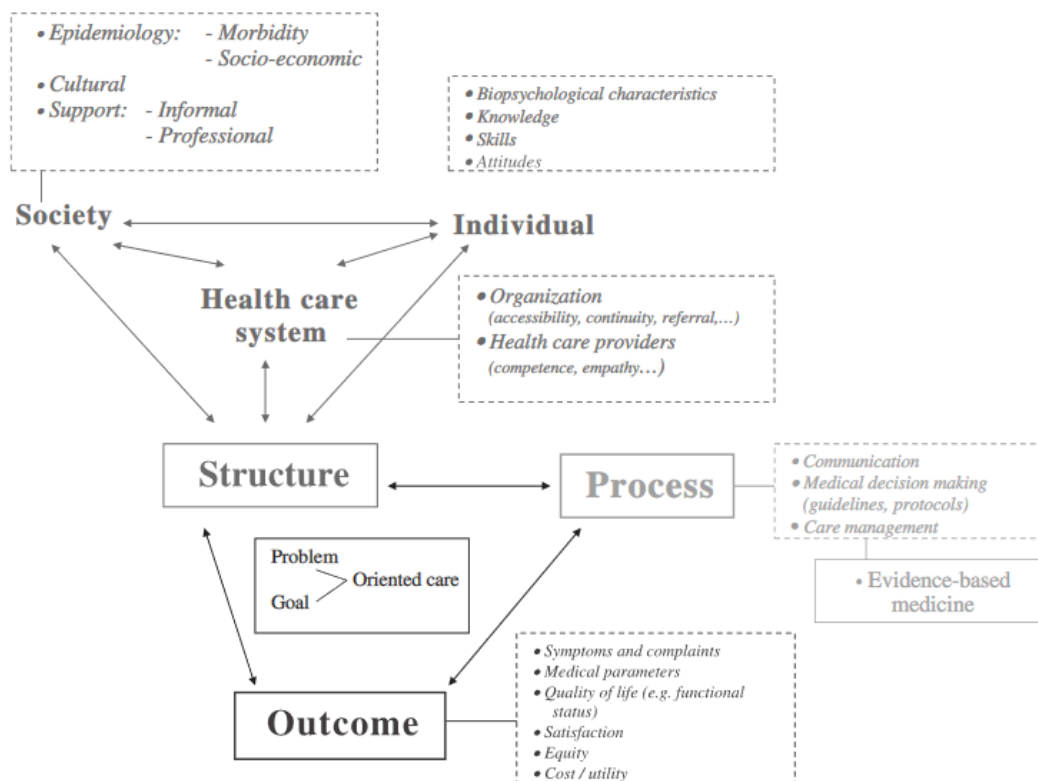 • Epidemiology: - Morbidity
- Socio-economic
• Cultural
• Support: - Informal
- Professional
• Biopsychological characteristics
• Knowledge
• Skills
• Attitudes
Society
Individual
Health care
system
• Organization
(accessibility, continuity, referral,...)
• Health care providers
(competence, empathy...)
Structure
Process
• Communication
• Medical decision making
(guidelines, protocols)
• Care management
• Evidence-based
medicine
Problem
Oriented care
Goal
Outcome
• Symptoms and complaints
• Medical parameters
• Quality of life (e.g. functional
status)
• Satisfaction
• Equity
• Cost / utility